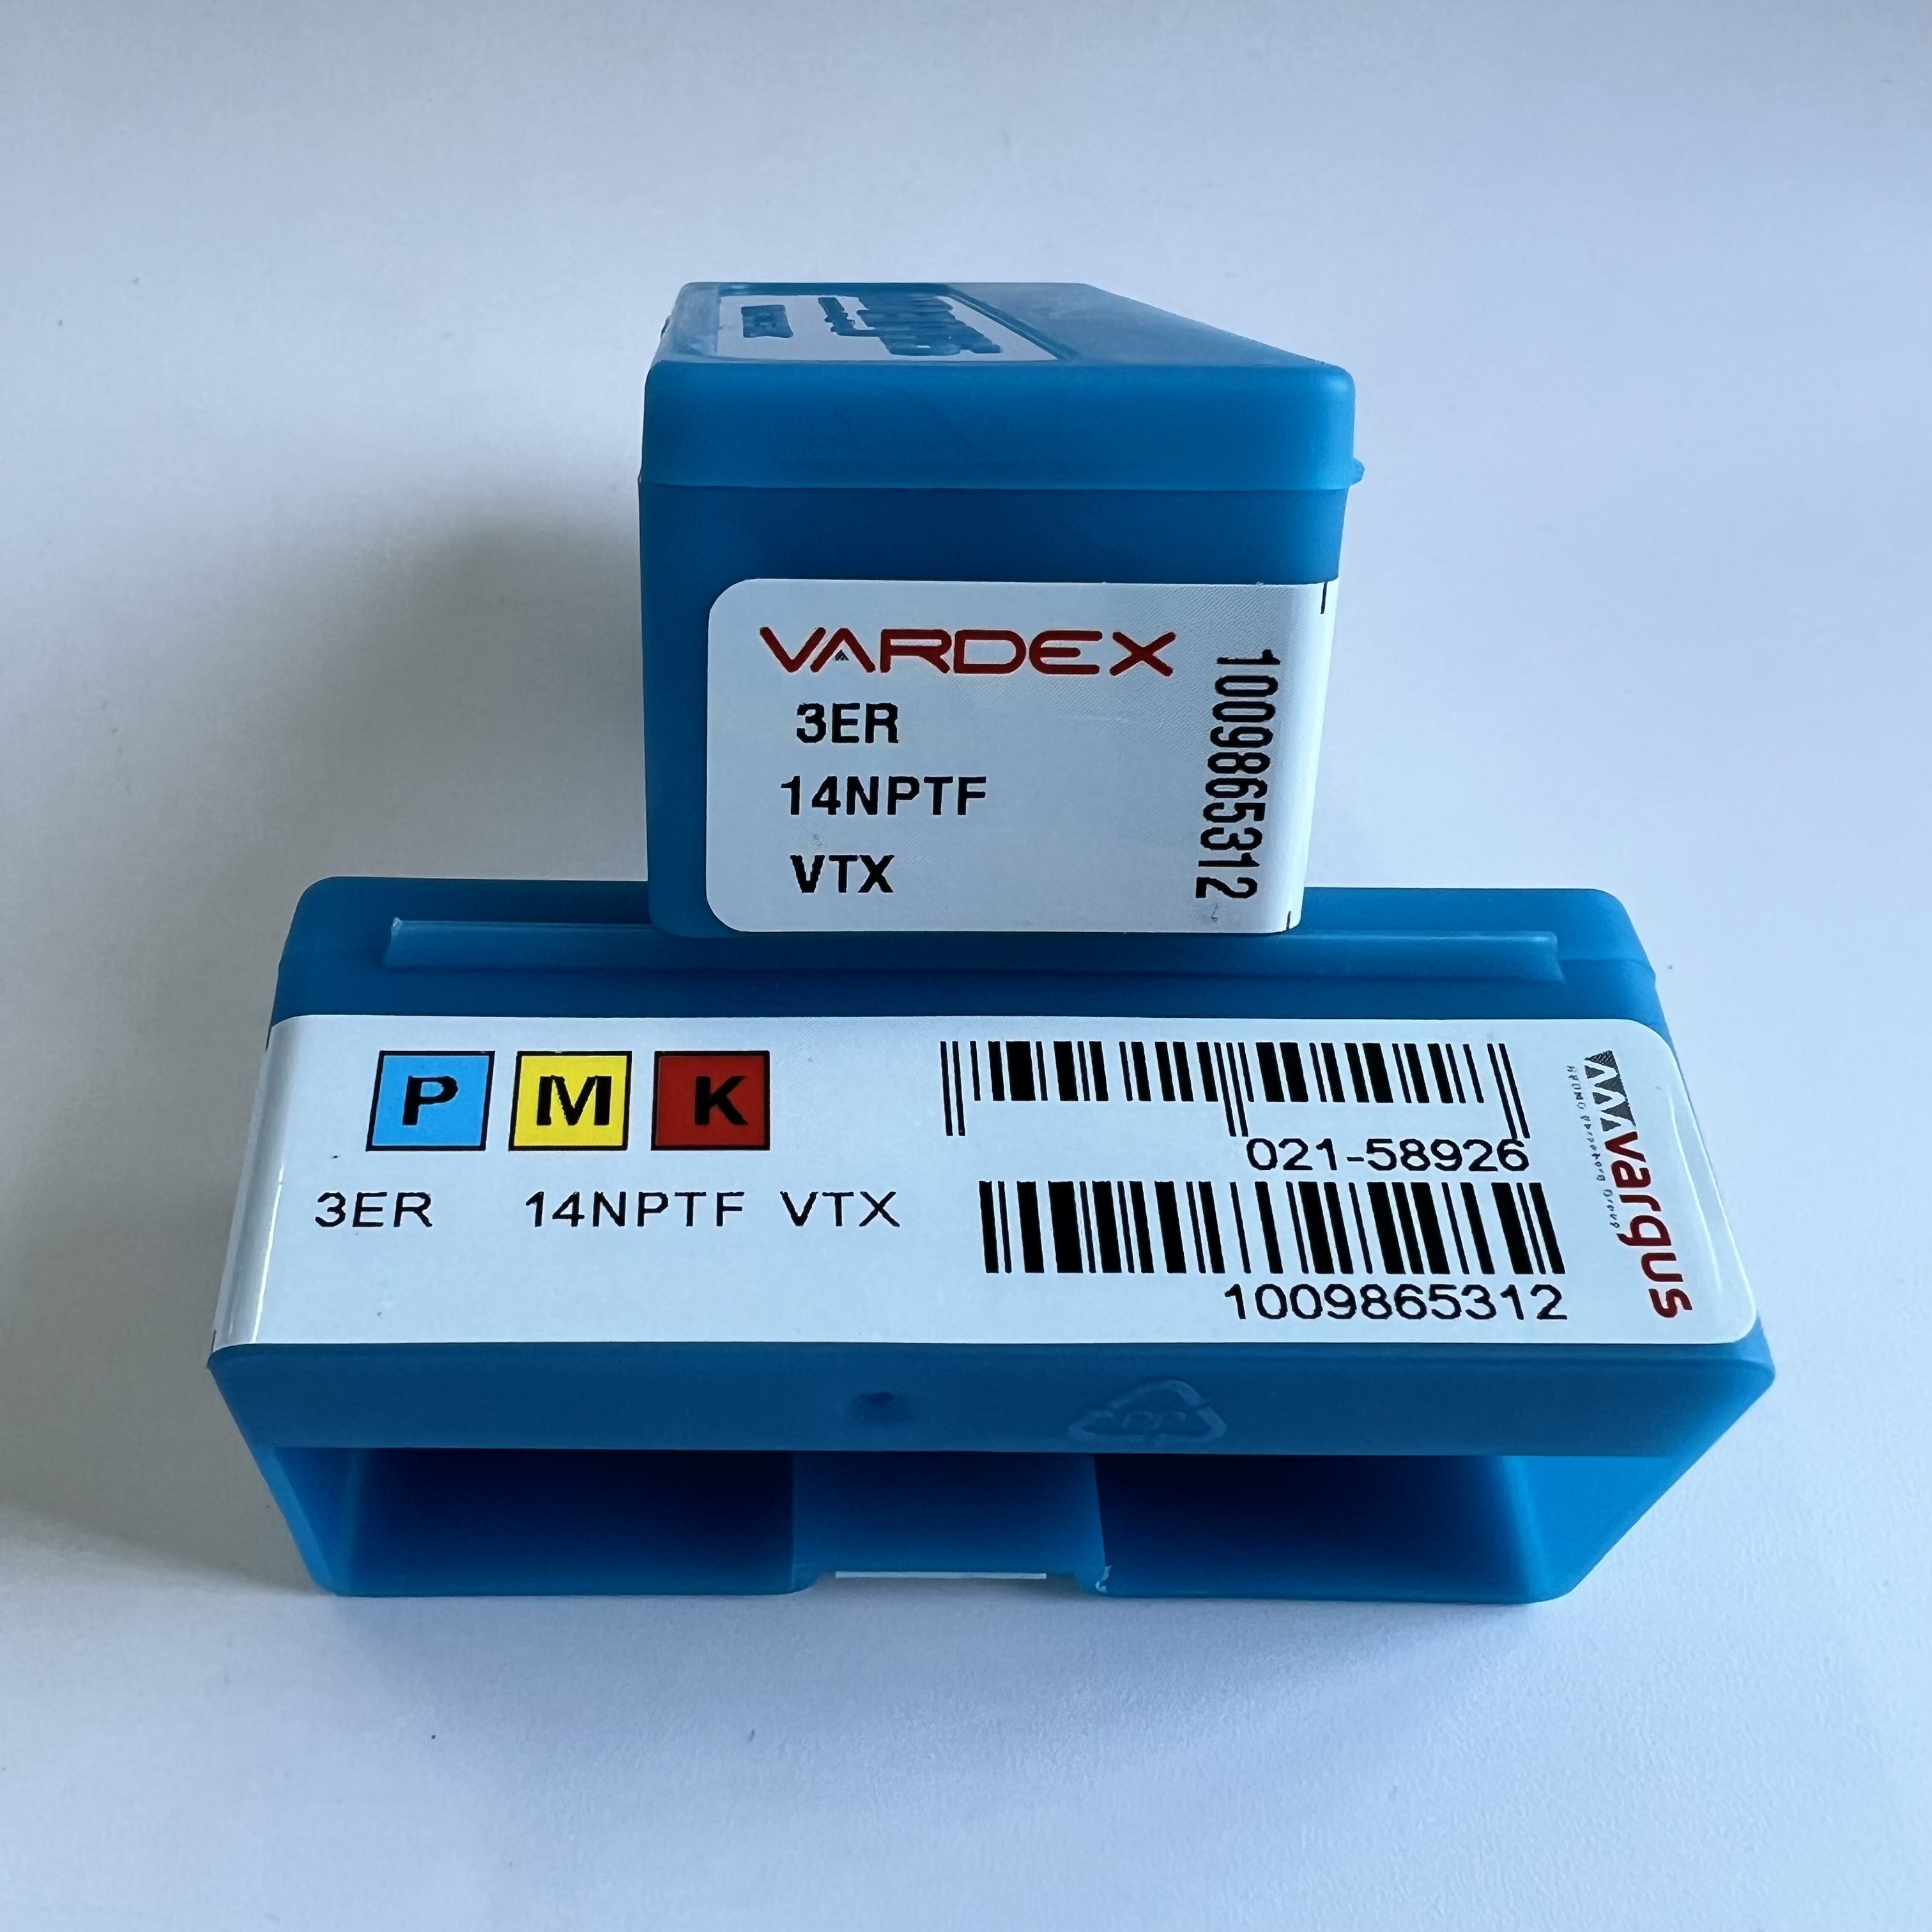 VARDEX
3ER
14NPTF
VTX
1009865312
P M K
3ER 14NPTF VTX
021-58926
1009865312
vargus